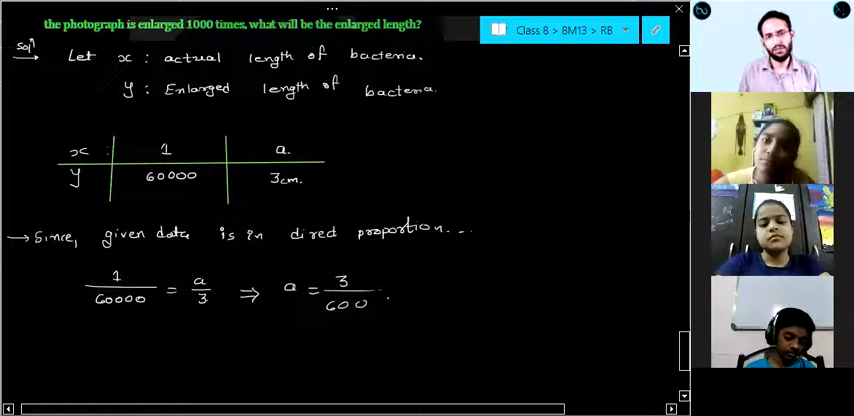 the photograph is enlarged 1000 times, what will be the enlarged length?
Class 8 > 8M13 > RB
Solⁿ
Let x : actual length of bacteria.
Y : Enlarged length of bacteria.
x : 1 a.
Y 60000 3cm.
→ Since, given data is in direct proportion...
1/60000 = a/3 ⇒ a = 3/600